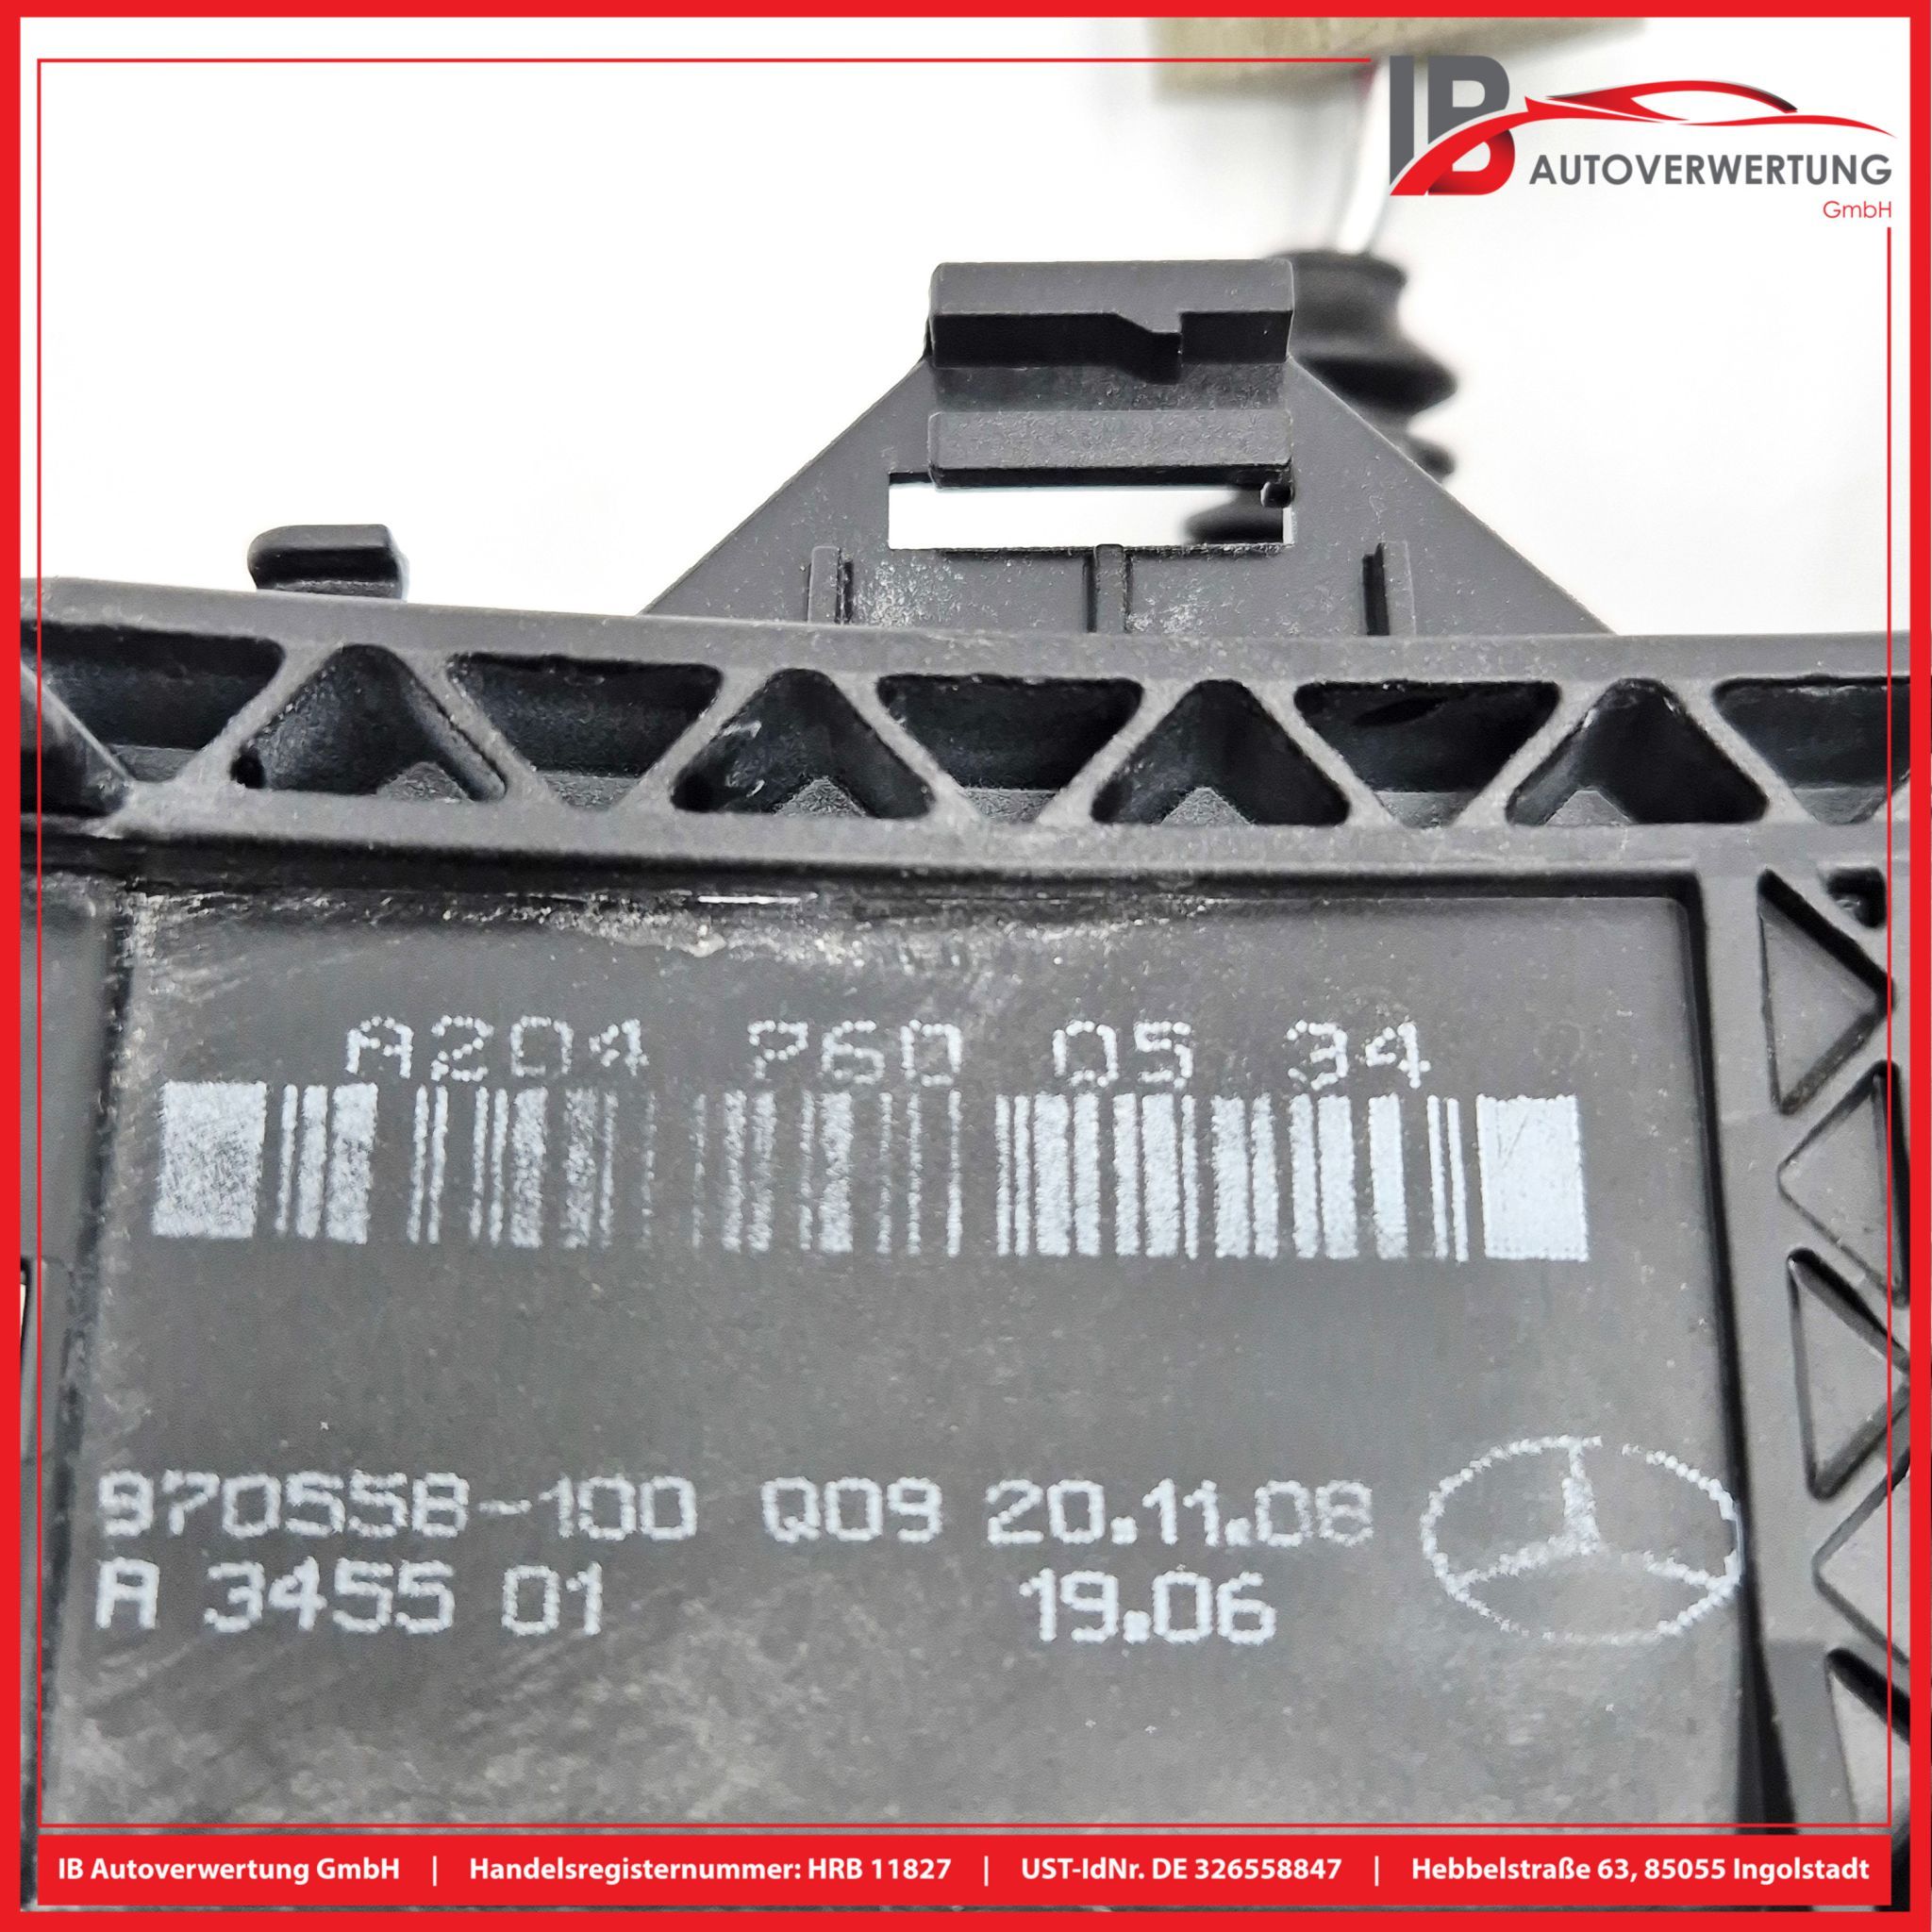 IB
AUTOVERWERTUNG
GmbH
A204 760 05 34
970558-100 Q09 20.11.08
A 3455 01 19.06
IB Autoverwertung GmbH | Handelsregisternummer: HRB 11827 | UST-IdNr. DE 326558847 | Hebbelstraße 63, 85055 Ingolstadt